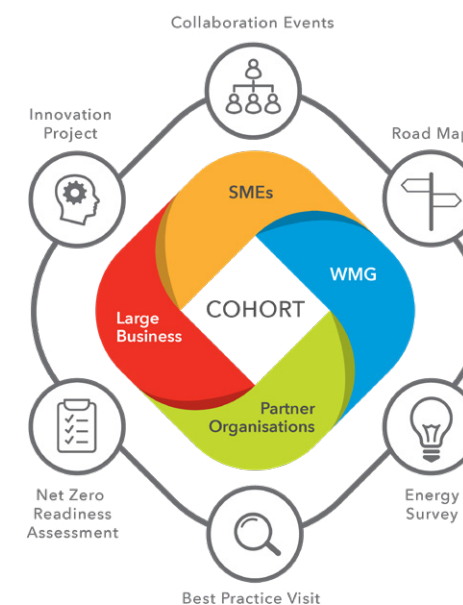 Collaboration Events
Innovation
Project
Road Map
SMEs
WMG
COHORT
Large
Business
Partner
Organisations
Net Zero
Readiness
Assessment
Energy
Survey
Best Practice Visit